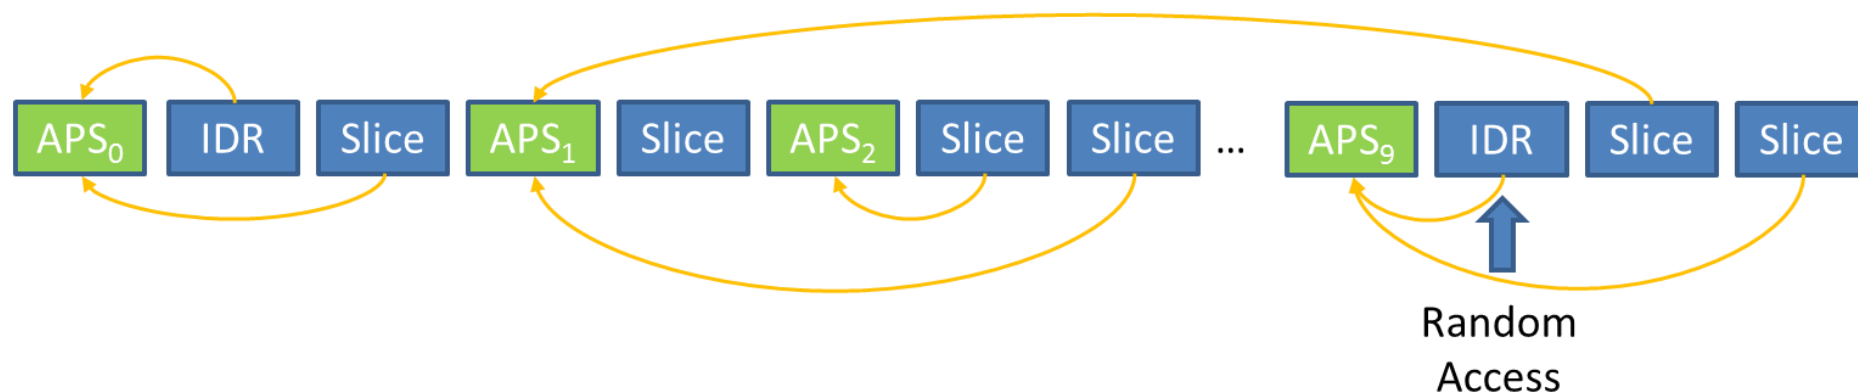 APS0 IDR Slice APS1 Slice APS2 Slice Slice ... APS9 IDR Slice Slice
Random
Access